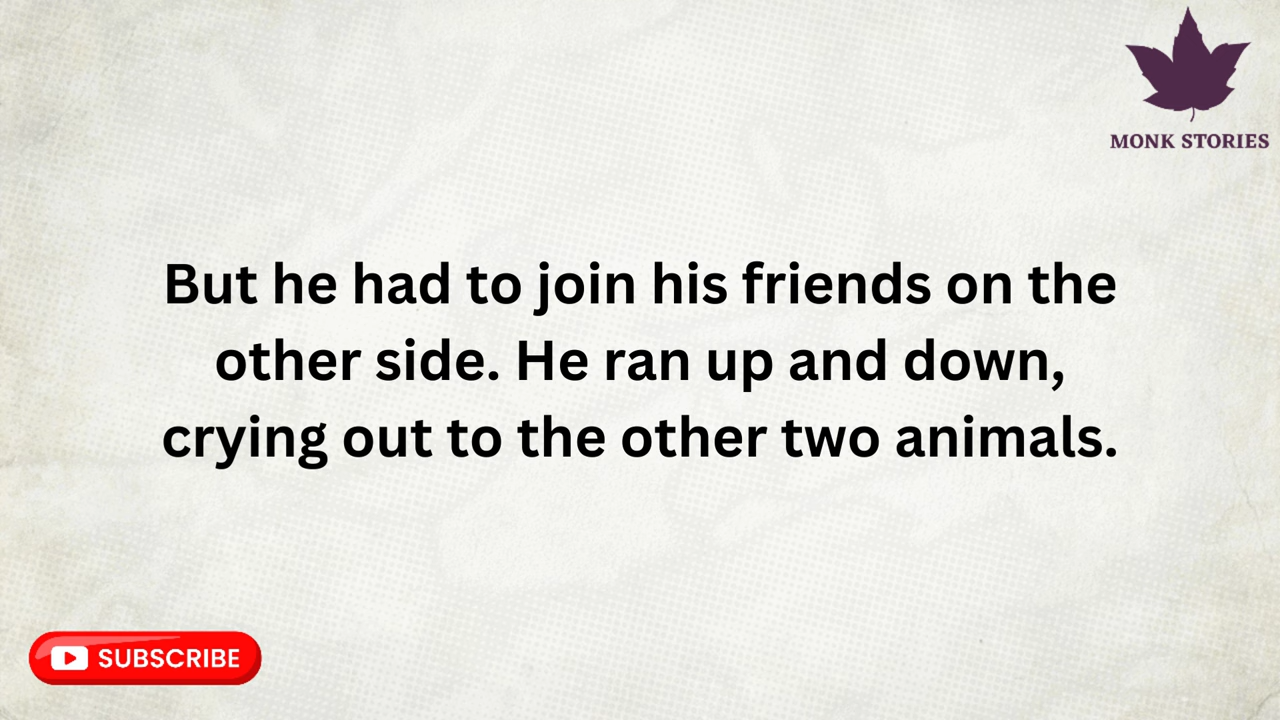 MONK STORIES
But he had to join his friends on the
other side. He ran up and down,
crying out to the other two animals.
SUBSCRIBE